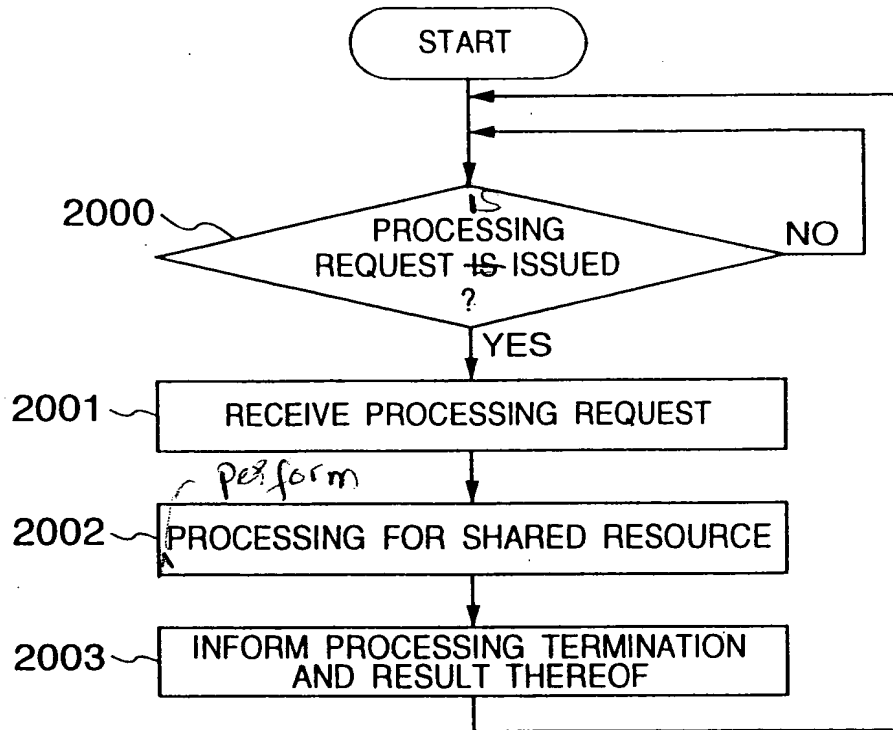 START
2000
IS
PROCESSING
REQUEST IS ISSUED
?
NO
YES
2001
RECEIVE PROCESSING REQUEST
perform
2002
PROCESSING FOR SHARED RESOURCE
2003
INFORM PROCESSING TERMINATION
AND RESULT THEREOF